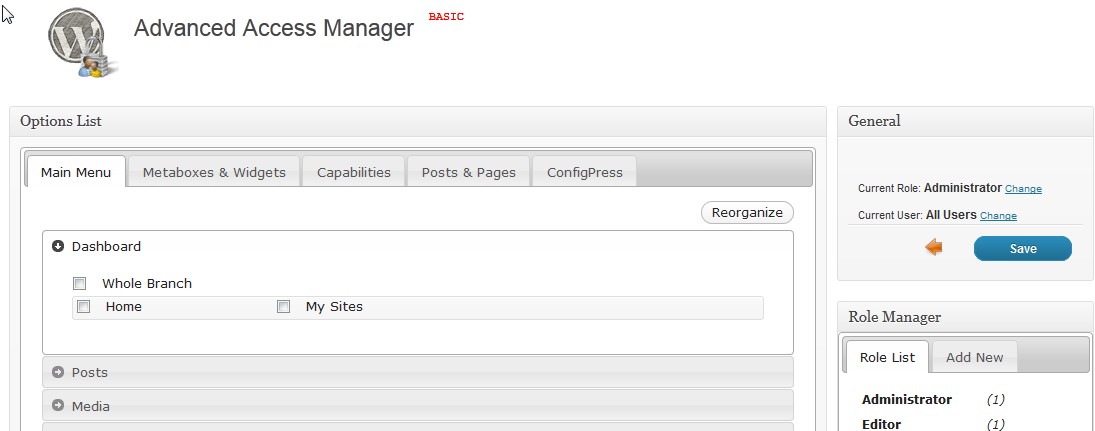 Advanced Access Manager BASIC
Options List
Main Menu Metaboxes & Widgets Capabilities Posts & Pages ConfigPress
Reorganize
Dashboard
Whole Branch
Home My Sites
Posts
Media
General
Current Role: Administrator Change
Current User: All Users Change
Save
Role Manager
Role List Add New
Administrator (1)
Editor (1)